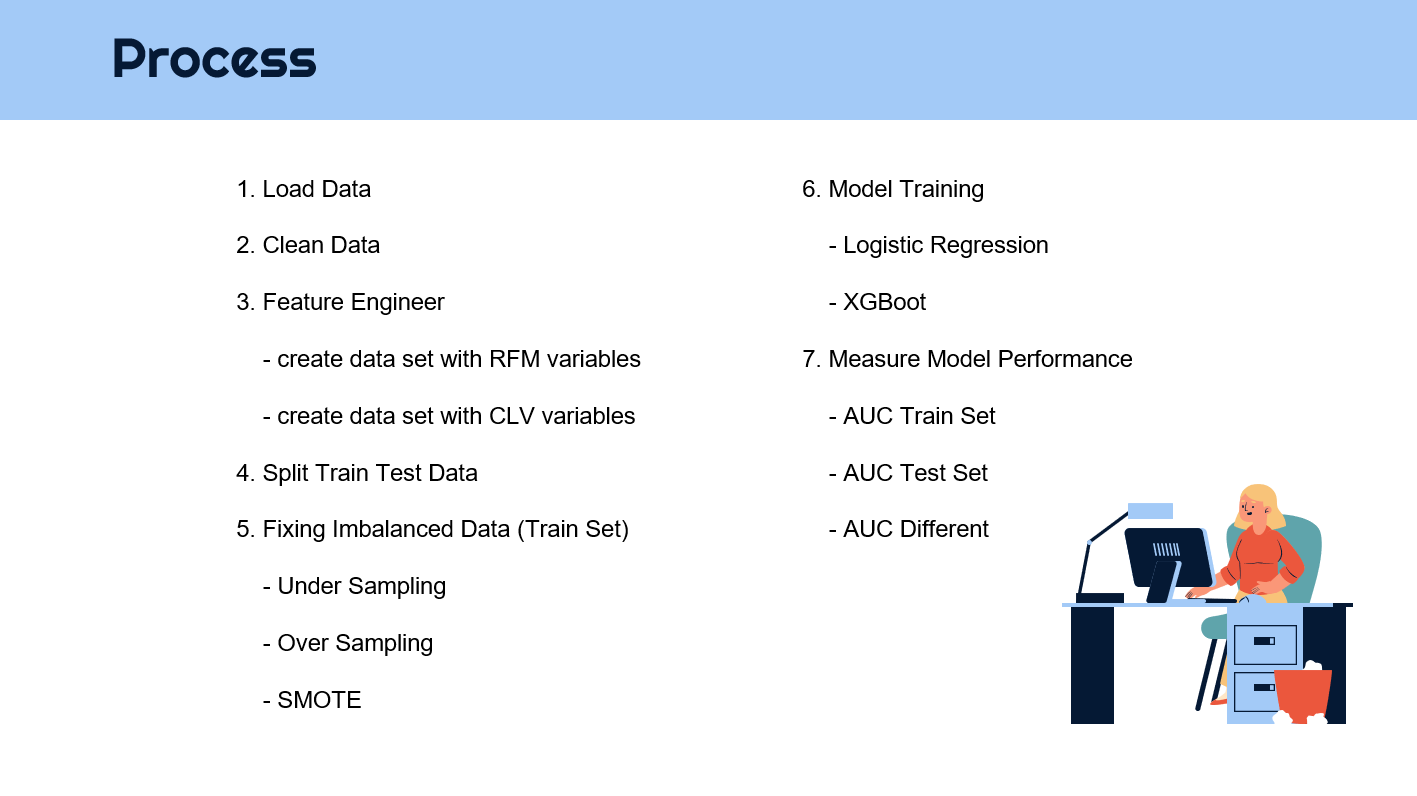 Process
1. Load Data
2. Clean Data
3. Feature Engineer
- create data set with RFM variables
- create data set with CLV variables
4. Split Train Test Data
5. Fixing Imbalanced Data (Train Set)
- Under Sampling
- Over Sampling
- SMOTE
6. Model Training
- Logistic Regression
- XGBoot
7. Measure Model Performance
- AUC Train Set
- AUC Test Set
- AUC Different